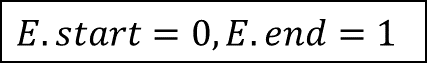 E.start = 0, E.end = 1